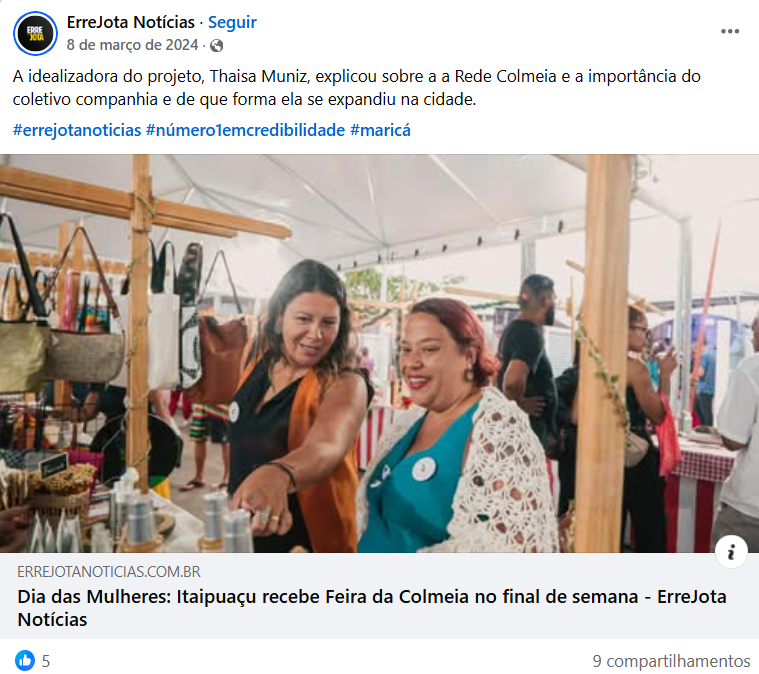 ERRE
JOTA
ErreJota Notícias · Seguir
8 de março de 2024 ·
A idealizadora do projeto, Thaisa Muniz, explicou sobre a a Rede Colmeia e a importância do
coletivo companhia e de que forma ela se expandiu na cidade.
#errejotanoticias #número1emcredibilidade #maricá
ERREJOTANOTICIAS.COM.BR
Dia das Mulheres: Itaipuaçu recebe Feira da Colmeia no final de semana - ErreJota
Notícias
5
9 compartilhamentos